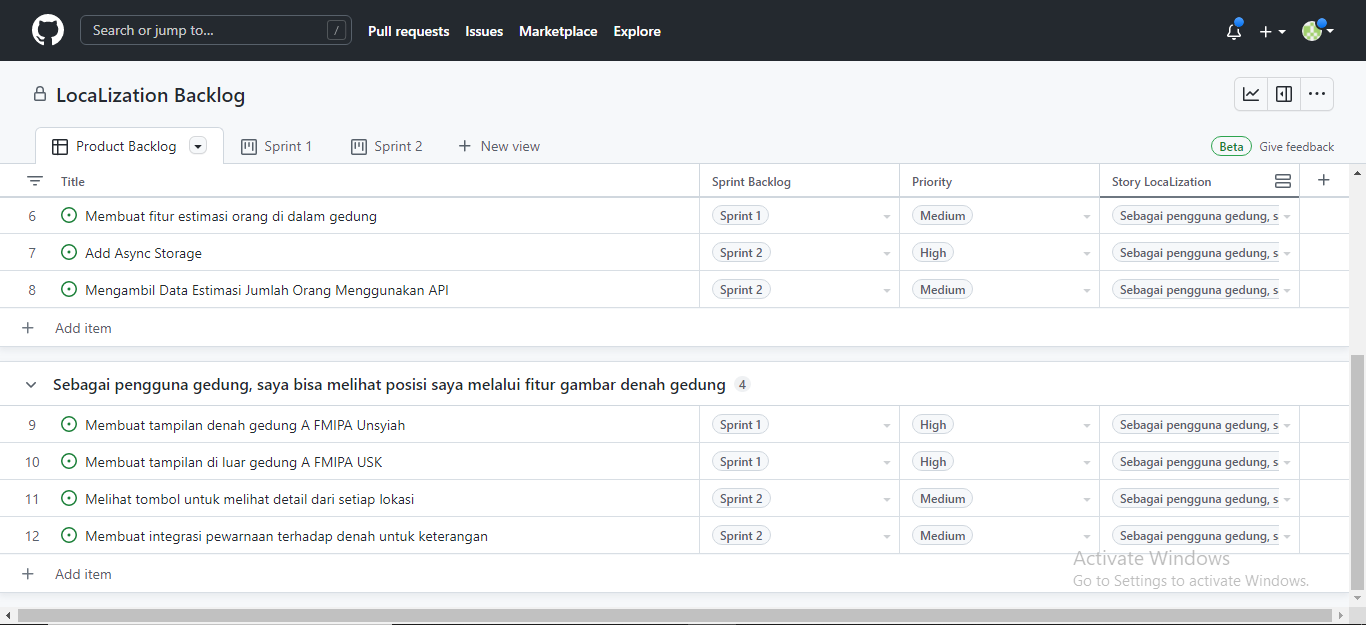 Search or jump to... / Pull requests Issues Marketplace Explore
LocaLization Backlog
Product Backlog Sprint 1 Sprint 2 + New view Beta Give feedback
Title Sprint Backlog Priority Story LocaLization +
6 Membuat fitur estimasi orang di dalam gedung Sprint 1 Medium Sebagai pengguna gedung, s
7 Add Async Storage Sprint 2 High Sebagai pengguna gedung, s
8 Mengambil Data Estimasi Jumlah Orang Menggunakan API Sprint 2 Medium Sebagai pengguna gedung, s
+ Add item
Sebagai pengguna gedung, saya bisa melihat posisi saya melalui fitur gambar denah gedung 4
9 Membuat tampilan denah gedung A FMIPA Unsyiah Sprint 1 High Sebagai pengguna gedung, s
10 Membuat tampilan di luar gedung A FMIPA USK Sprint 1 High Sebagai pengguna gedung, s
11 Melihat tombol untuk melihat detail dari setiap lokasi Sprint 2 Medium Sebagai pengguna gedung, s
12 Membuat integrasi pewarnaan terhadap denah untuk keterangan Sprint 2 Medium Sebagai pengguna gedung, s
+ Add item
Activate Windows
Go to Settings to activate Windows.